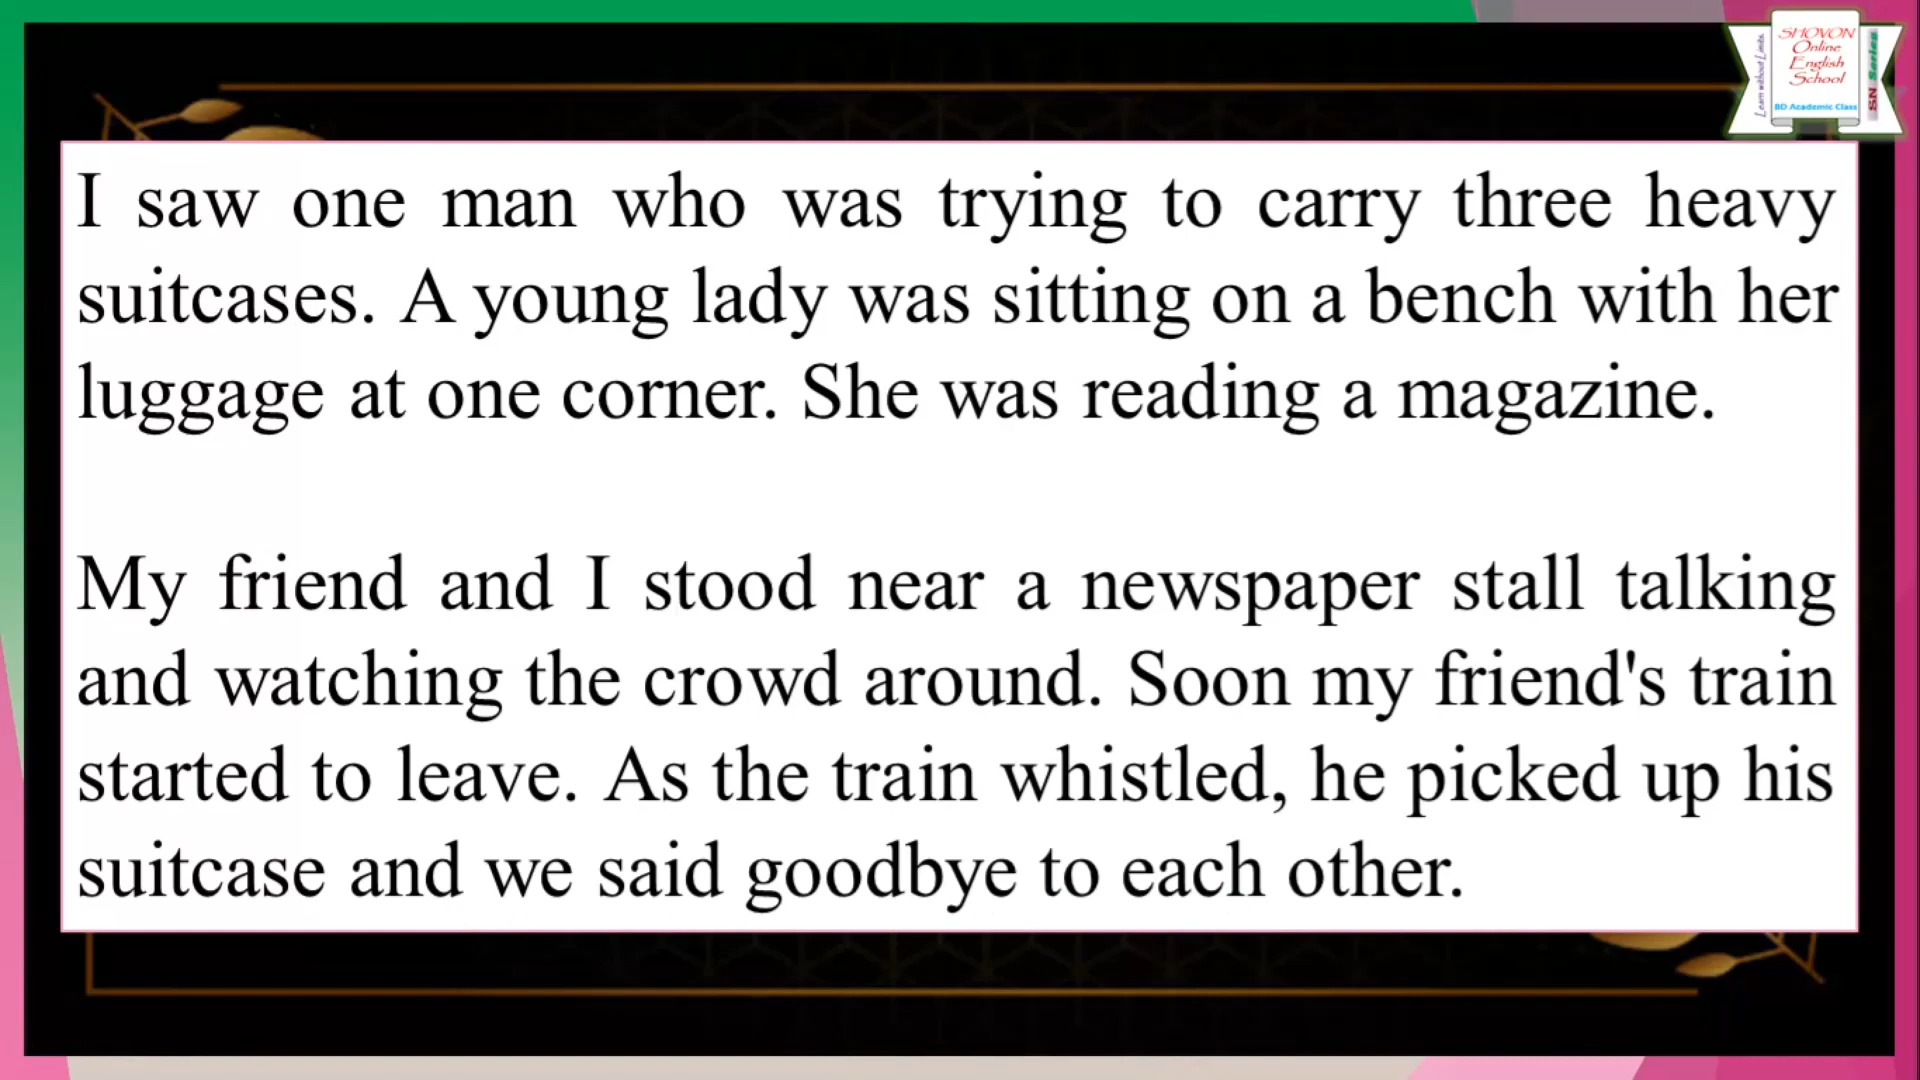 SHOVON
Online
English
School
Learn without Limits
BD Academic Class
SN Series
I saw one man who was trying to carry three heavy
suitcases. A young lady was sitting on a bench with her
luggage at one corner. She was reading a magazine.
My friend and I stood near a newspaper stall talking
and watching the crowd around. Soon my friend's train
started to leave. As the train whistled, he picked up his
suitcase and we said goodbye to each other.